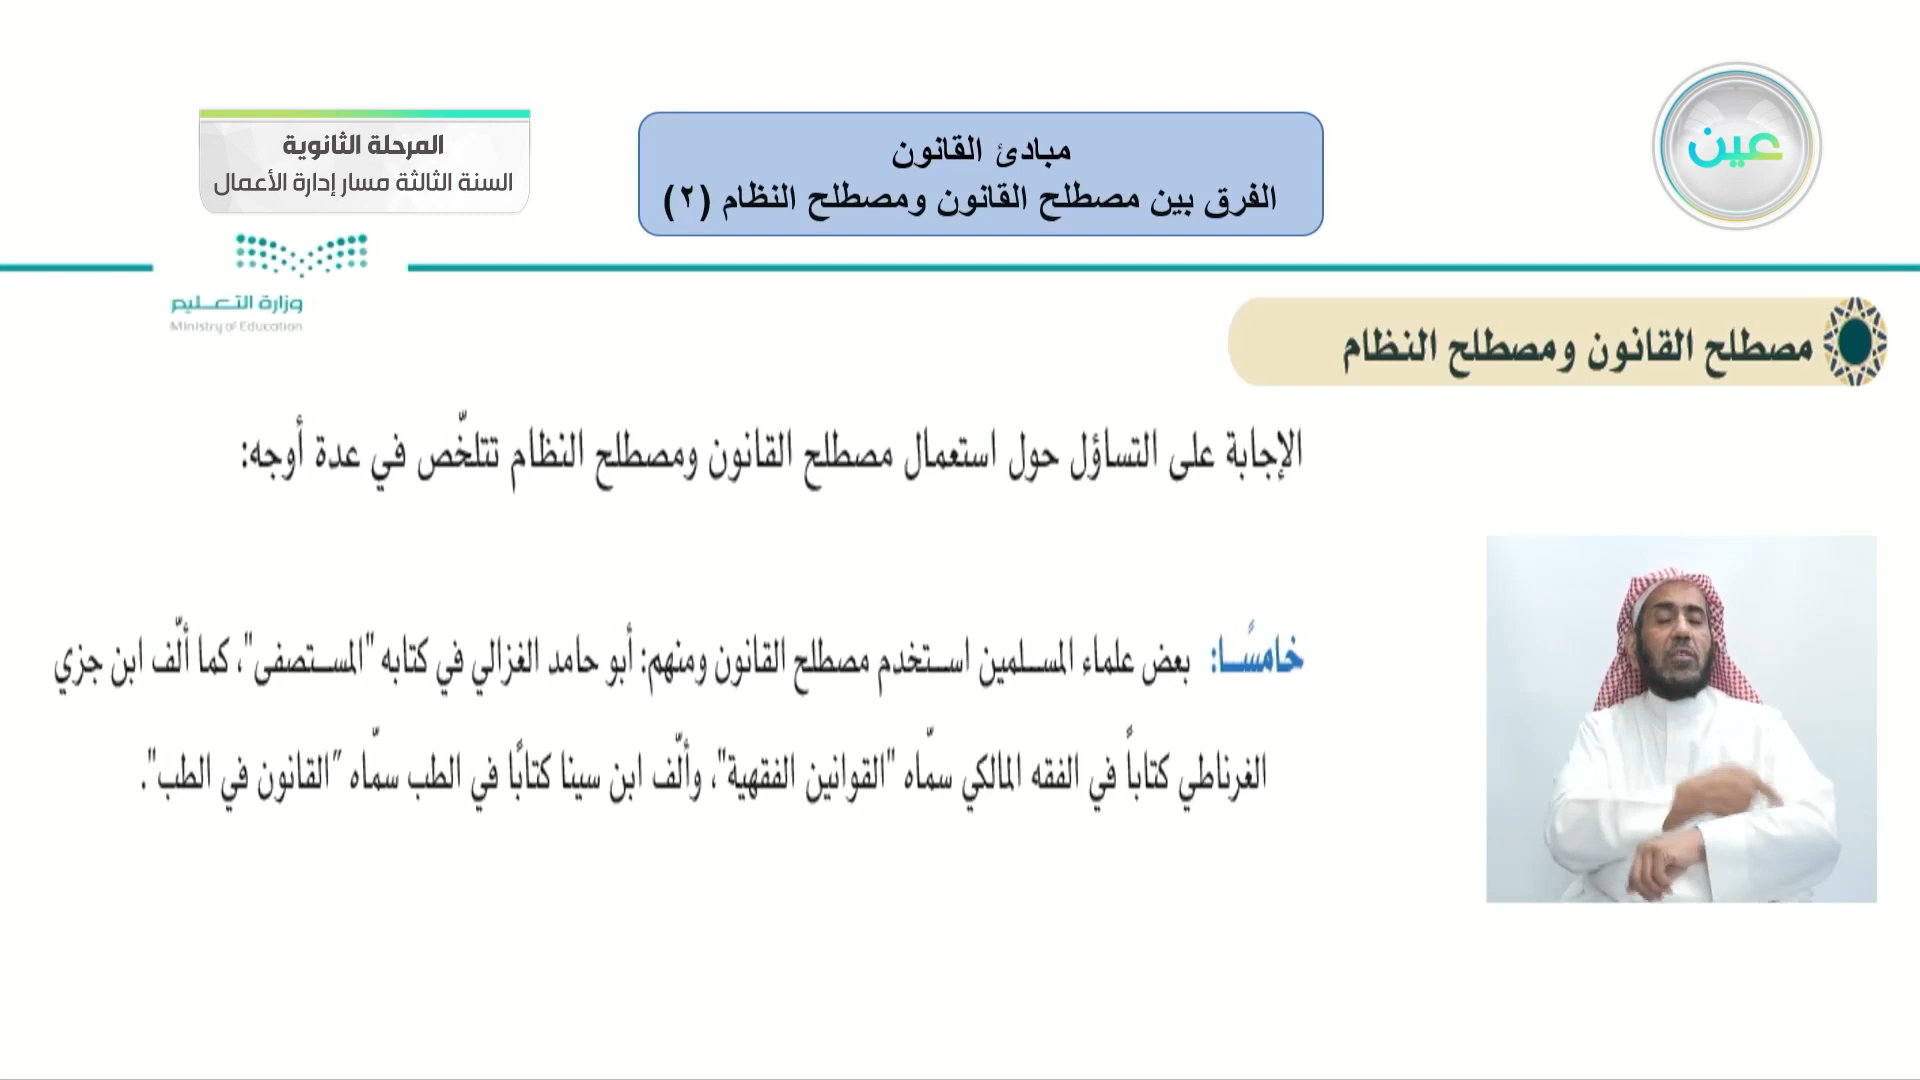 عين
مبادئ القانون
الفرق بين مصطلح القانون ومصطلح النظام (٢)
المرحلة الثانوية
السنة الثالثة مسار إدارة الأعمال
وزارة التعليم
Ministry of Education
مصطلح القانون ومصطلح النظام
الإجابة على التساؤل حول استعمال مصطلح القانون ومصطلح النظام تتلخّص في عدة أوجه:
خامسًا: بعض علماء المسلمين استخدم مصطلح القانون ومنهم: أبو حامد الغزالي في كتابه "المستصفى"، كما ألّف ابن جزي
الغرناطي كتاباً في الفقه المالكي سمّاه "القوانين الفقهية"، وألّف ابن سينا كتابًا في الطب سمّاه "القانون في الطب".